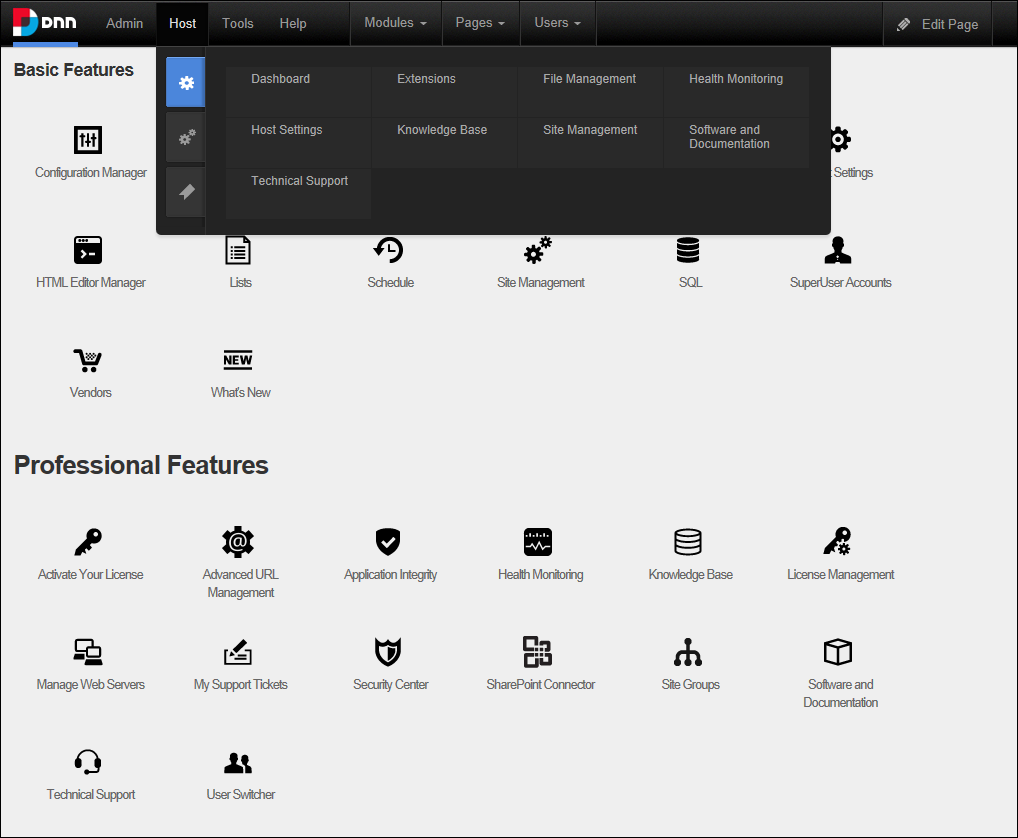 DNN Admin Host Tools Help Modules Pages Users Edit Page
Basic Features
Dashboard Extensions File Management Health Monitoring
Host Settings Knowledge Base Site Management Software and
Documentation
Technical Support
Configuration Manager Settings
HTML Editor Manager Lists Schedule Site Management SQL SuperUser Accounts
NEW
Vendors What's New
Professional Features
@
Activate Your License Advanced URL Application Integrity Health Monitoring Knowledge Base License Management
Management
Manage Web Servers My Support Tickets Security Center SharePoint Connector Site Groups Software and
Documentation
Technical Support User Switcher